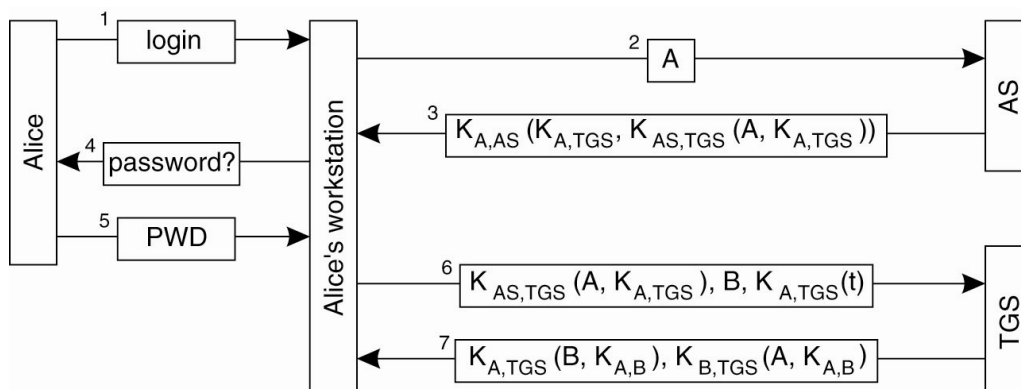 1
login
2
A
AS
3
K_A,AS (K_A,TGS, K_AS,TGS (A, K_A,TGS ))
Alice
4
password?
Alice's workstation
5
PWD
6
K_AS,TGS (A, K_A,TGS), B, K_A,TGS(t)
TGS
7
K_A,TGS (B, K_A,B), K_B,TGS(A, K_A,B)